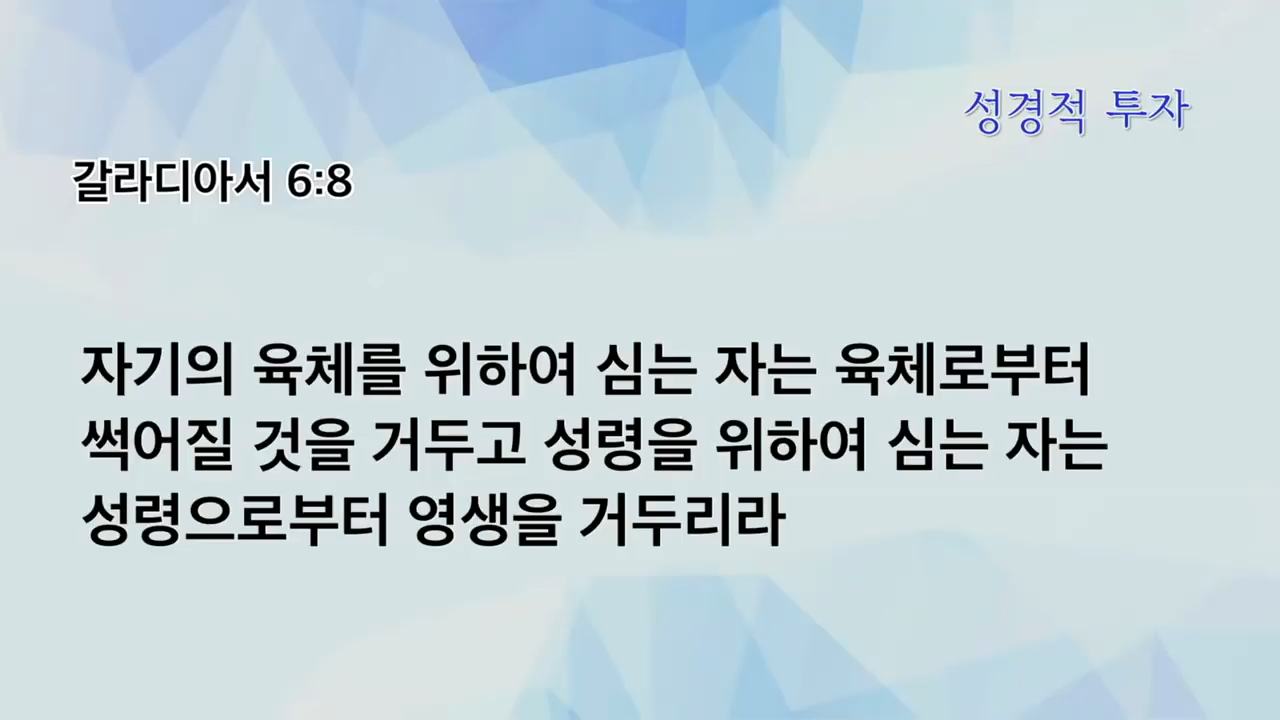 성경적 투자
갈라디아서 6:8
자기의 육체를 위하여 심는 자는 육체로부터
썩어질 것을 거두고 성령을 위하여 심는 자는
성령으로부터 영생을 거두리라